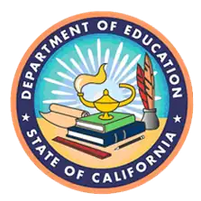 DEPARTMENT OF EDUCATION
STATE OF CALIFORNIA